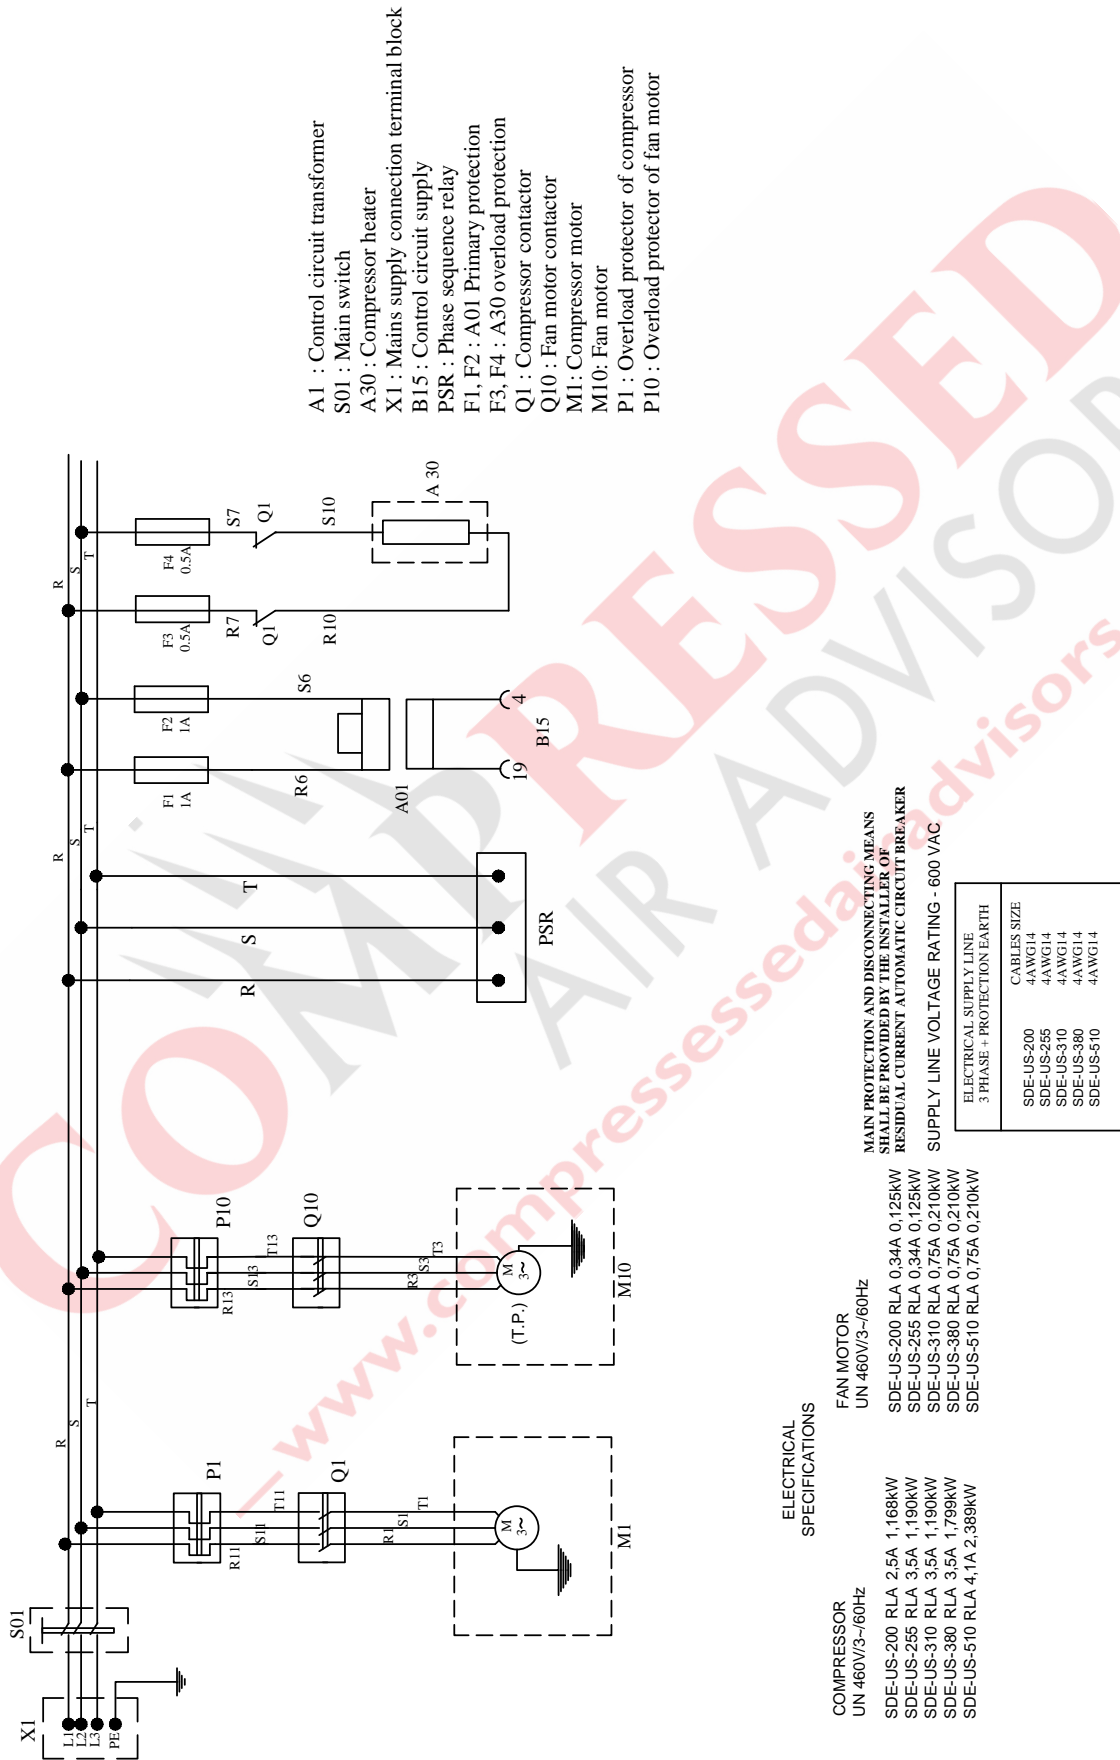 X1
L1
L2
L3
PE
S01
R
S
T
P1
R11
S11
T11
Q1
R1
S1
T1
M
3~
M1
P10
R13
S13
T13
Q10
R3
S3
T3
M
3~
(T.P.)
M10
R
S
T
R
S
T
PSR
F1
1A
F2
1A
R6
S6
A01
19
4
B15
R
S
T
F3
0.5A
F4
0.5A
R7
S7
Q1
Q1
R10
S10
A 30
A1 : Control circuit transformer
S01 : Main switch
A30 : Compressor heater
X1 : Mains supply connection terminal block
B15 : Control circuit supply
PSR : Phase sequence relay
F1, F2 : A01 Primary protection
F3, F4 : A30 overload protection
Q1 : Compressor contactor
Q10 : Fan motor contactor
M1: Compressor motor
M10: Fan motor
P1 : Overload protector of compressor
P10 : Overload protector of fan motor
ELECTRICAL
SPECIFICATIONS
COMPRESSOR
UN 460V/3~/60Hz
SDE-US-200 RLA 2,5A 1,168kW
SDE-US-255 RLA 3,5A 1,190kW
SDE-US-310 RLA 3,5A 1,190kW
SDE-US-380 RLA 3,5A 1,799kW
SDE-US-510 RLA 4,1A 2,389kW
FAN MOTOR
UN 460V/3~/60Hz
SDE-US-200 RLA 0,34A 0,125kW
SDE-US-255 RLA 0,34A 0,125kW
SDE-US-310 RLA 0,75A 0,210kW
SDE-US-380 RLA 0,75A 0,210kW
SDE-US-510 RLA 0,75A 0,210kW
MAIN PROTECTION AND DISCONNECTING MEANS
SHALL BE PROVIDED BY THE INSTALLER OF
RESIDUAL CURRENT AUTOMATIC CIRCUIT BREAKER
SUPPLY LINE VOLTAGE RATING - 600 VAC
ELECTRICAL SUPPLY LINE
3 PHASE + PROTECTION EARTH
CABLES SIZE
SDE-US-200 4AWG14
SDE-US-255 4AWG14
SDE-US-310 4AWG14
SDE-US-380 4AWG14
SDE-US-510 4AWG14
COMPRESSED
AIR ADVISOR
www.compressedairadvisors